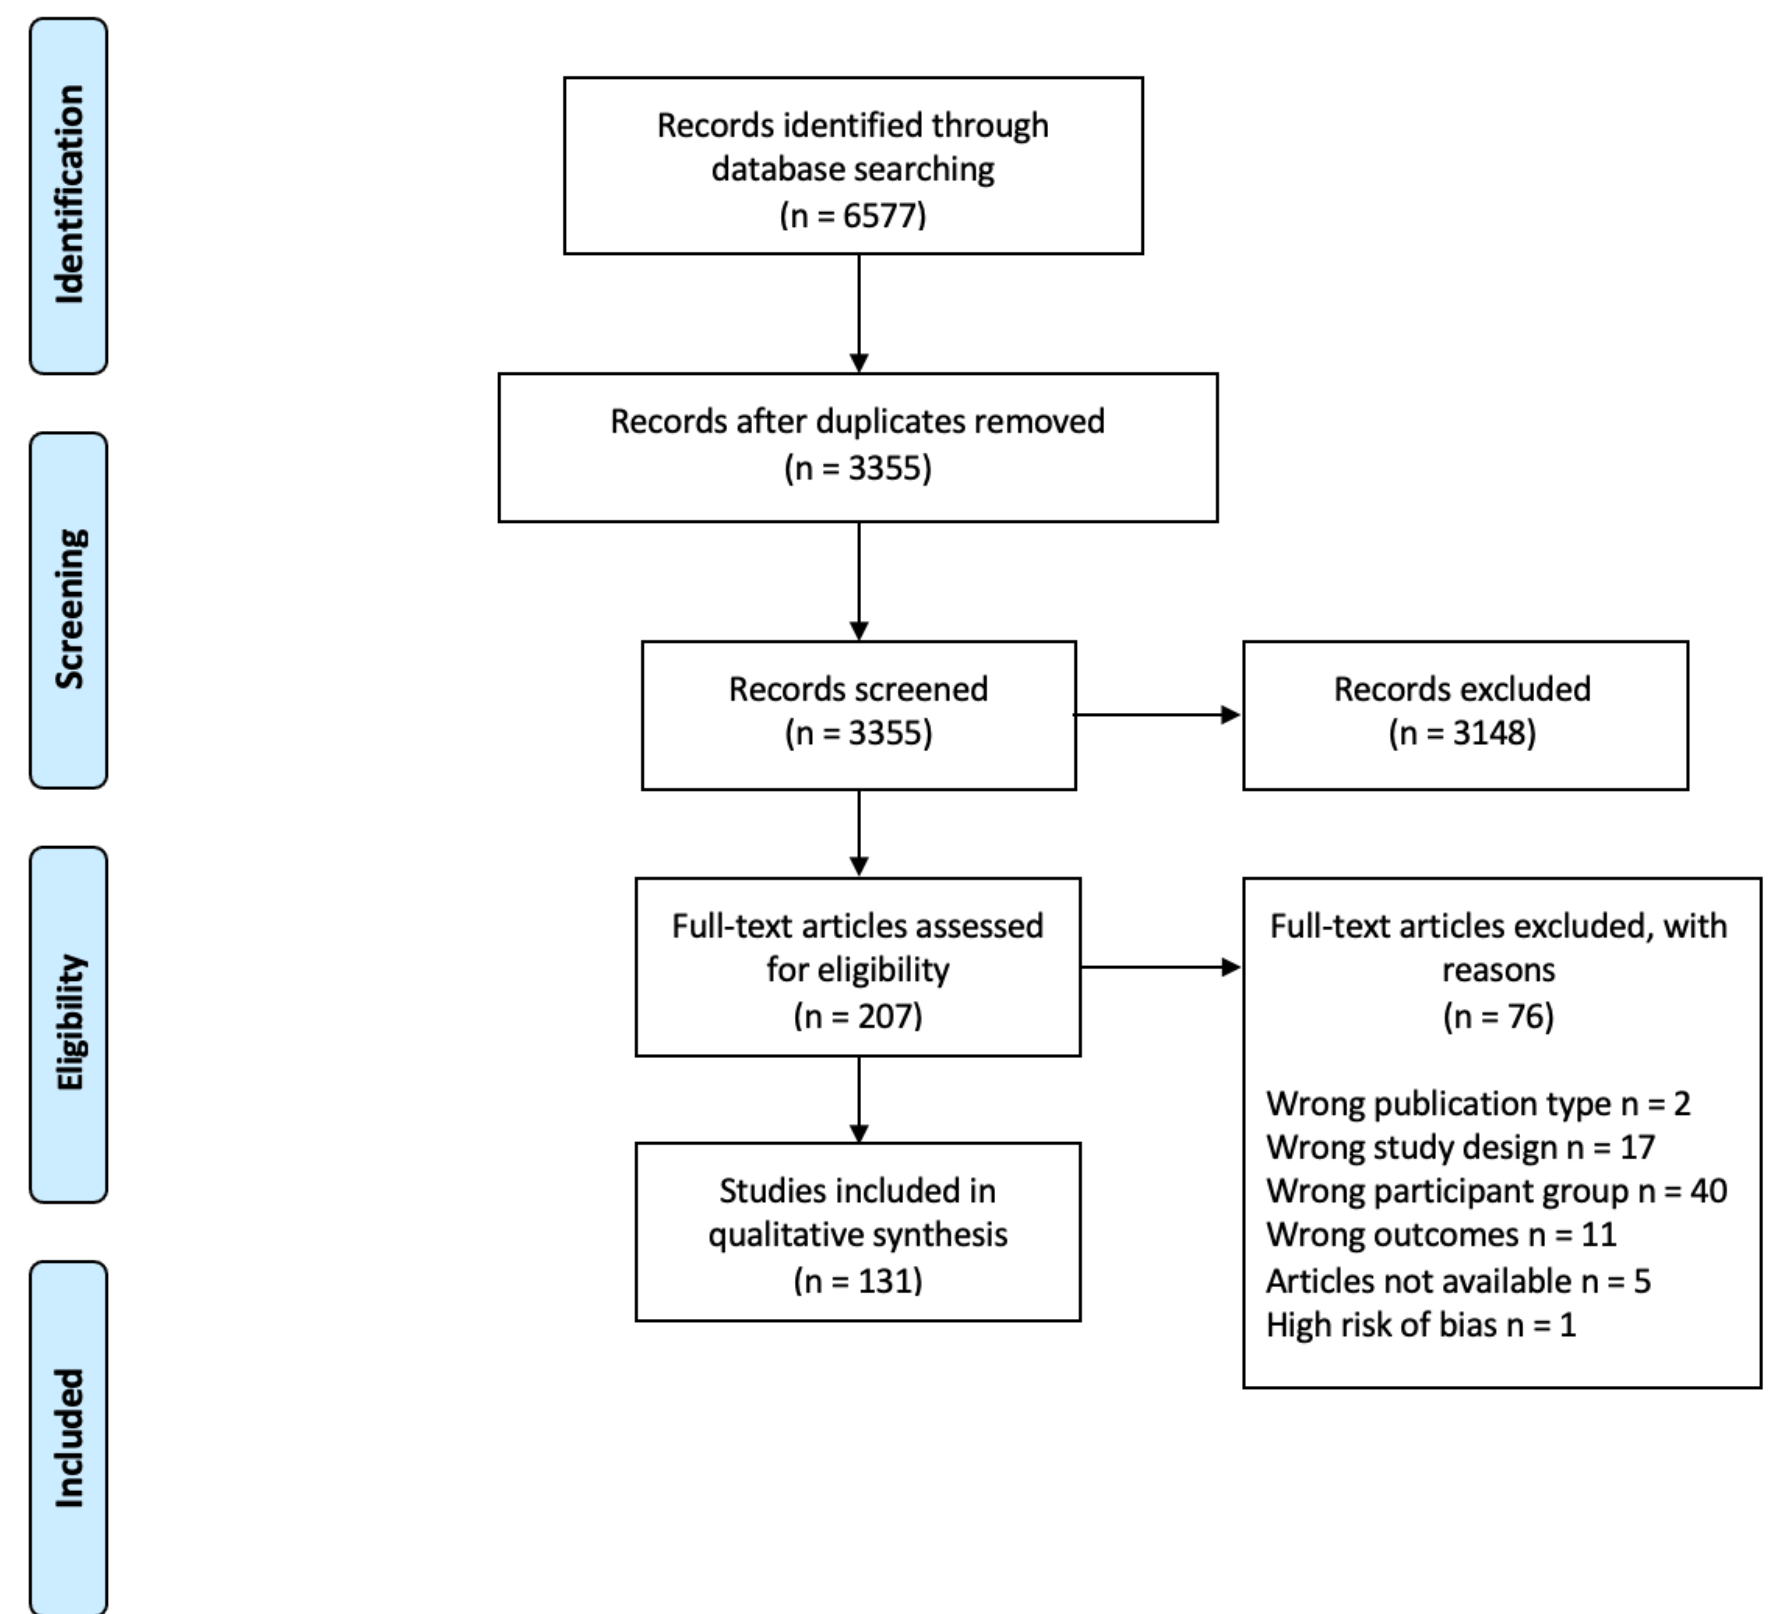 Identification
Records identified through
database searching
(n = 6577)
Records after duplicates removed
(n = 3355)
Screening
Records screened
(n = 3355)
Records excluded
(n = 3148)
Eligibility
Full-text articles assessed
for eligibility
(n = 207)
Full-text articles excluded, with
reasons
(n = 76)
Wrong publication type n = 2
Wrong study design n = 17
Wrong participant group n = 40
Wrong outcomes n = 11
Articles not available n = 5
High risk of bias n = 1
Studies included in
qualitative synthesis
(n = 131)
Included